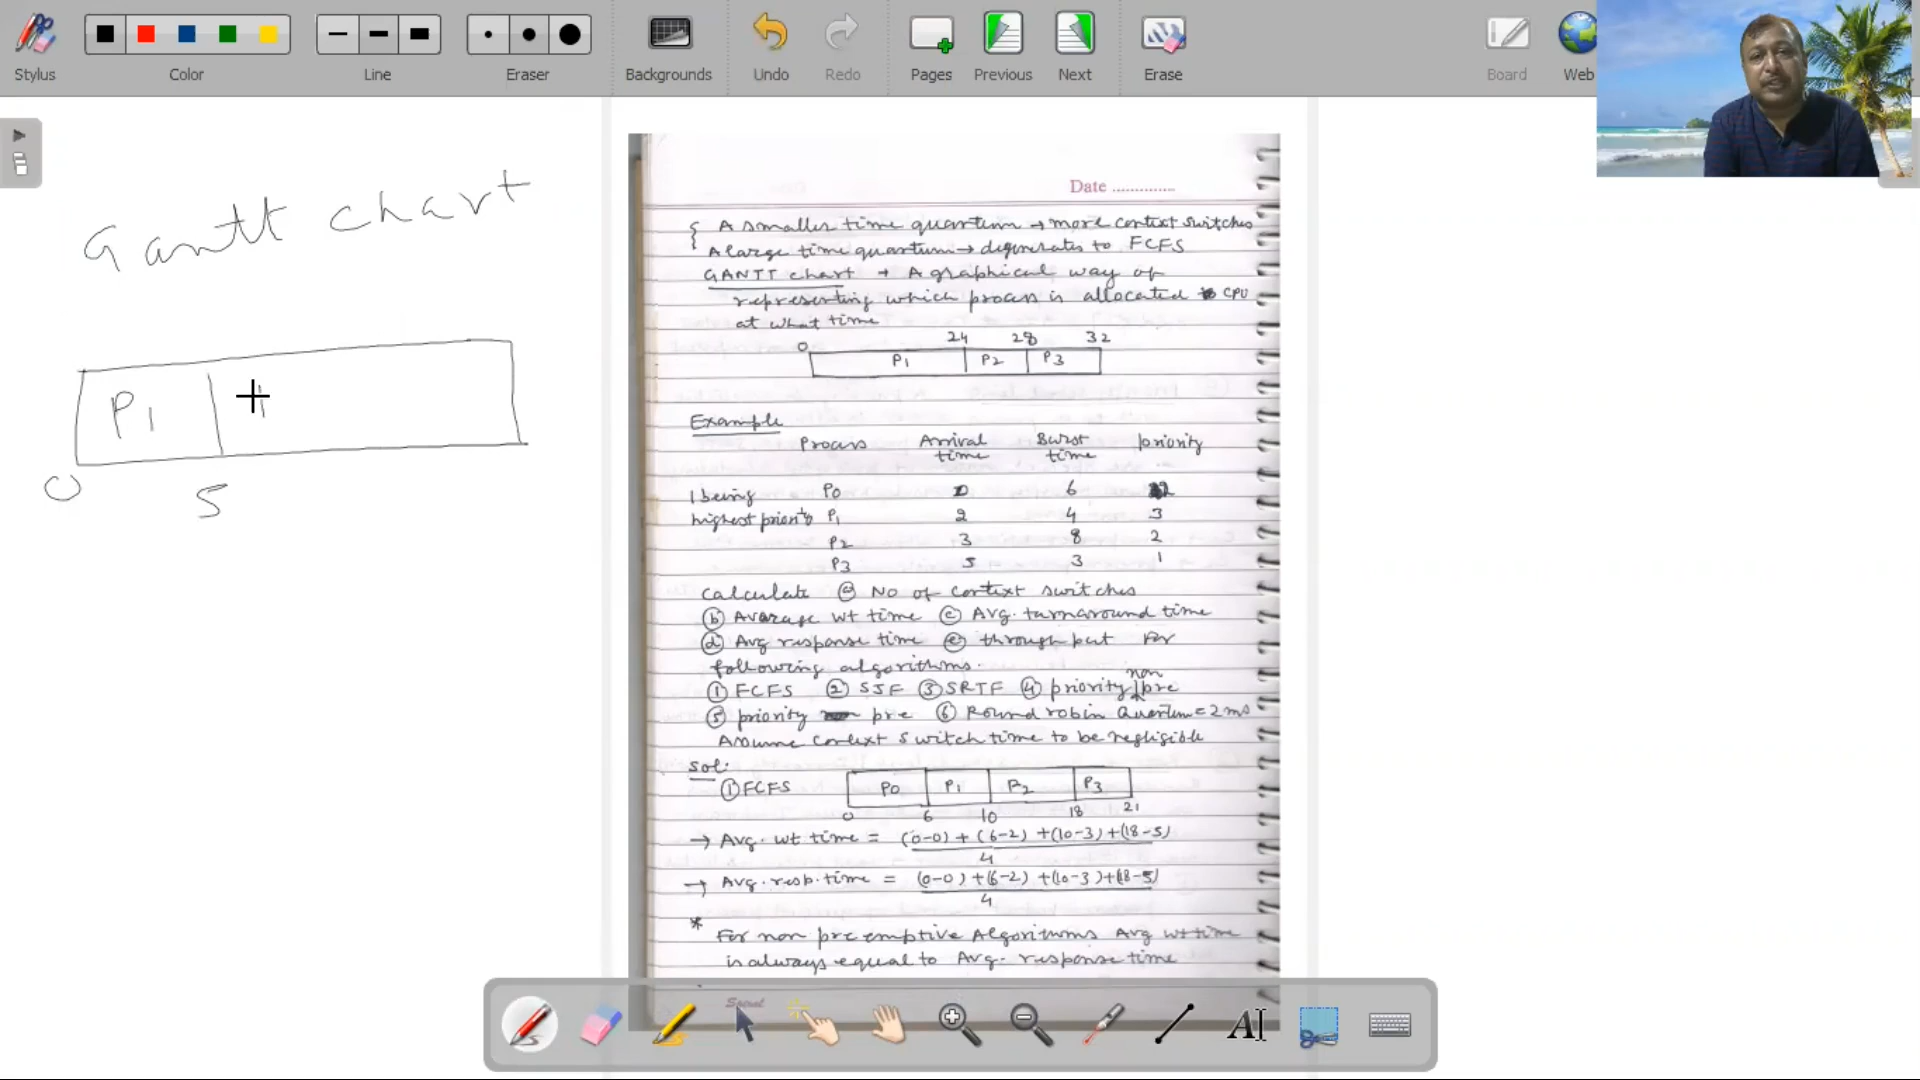 Stylus
Color
Line
Eraser
Backgrounds
Undo
Redo
Pages
Previous
Next
Erase
Board
Web
Gantt chart
P1
0 5
Date
A smaller time quantum → more context switches
A large time quantum → degenerates to FCFS
GANTT chart → A graphical way of
representing which process is allocated to CPU
at what time
0 24 28 32
P1 P2 P3
Example
Process Arrival time Burst time priority
1 being P0 0 6
highest priority P1 2 4 3
P2 3 8 2
P3 5 3 1
Calculate (a) No of context switches
(b) Average wt time (c) Avg. turnaround time
(d) Avg response time (e) through put for
following algorithms.
(1) FCFS (2) SJF (3) SRTF (4) priority non pre
(5) priority pre (6) Round robin Quantum = 2 ms
Assume context switch time to be negligible
Sol:
(1) FCFS P0 P1 P2 P3
0 6 10 18 21
→ Avg. wt time = (0-0) + (6-2) + (10-3) + (18-5)
4
→ Avg. resp. time = (0-0) + (6-2) + (10-3) + (18-5)
4
* For non preemptive Algorithms Avg wt time
is always equal to Avg. response time
Special